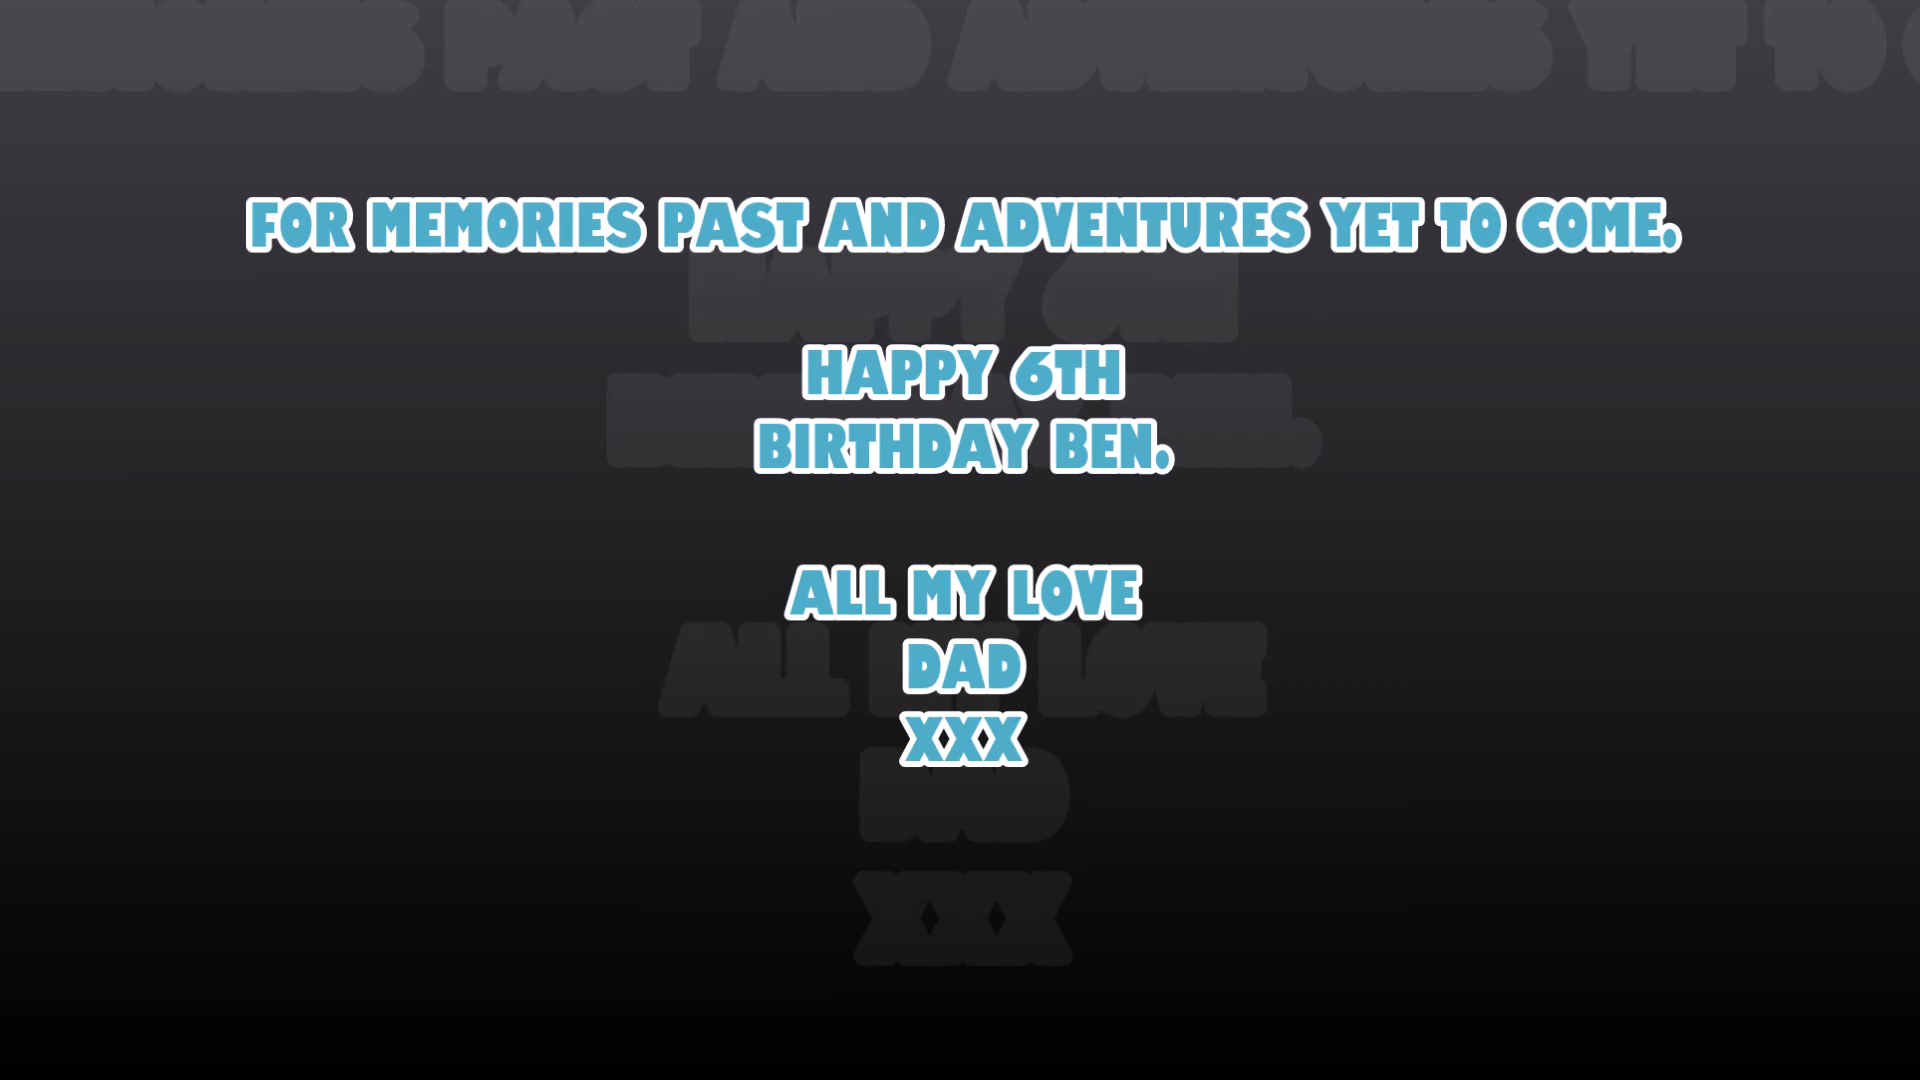 FOR MEMORIES PAST AND ADVENTURES YET TO COME.
HAPPY 6TH
BIRTHDAY BEN.
ALL MY LOVE
DAD
XXX